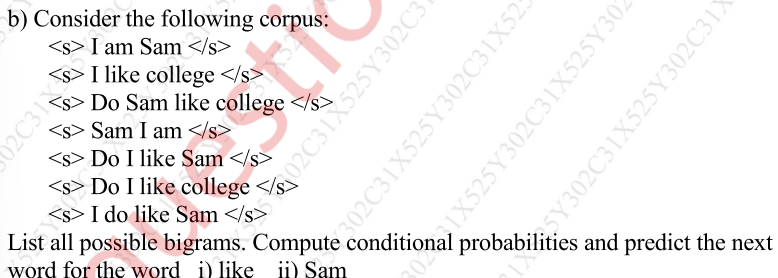 b) Consider the following corpus:
<s> I am Sam </s>
<s> I like college </s>
<s> Do Sam like college </s>
<s> Sam I am </s>
<s> Do I like Sam </s>
<s> Do I like college </s>
<s> I do like Sam </s>
List all possible bigrams. Compute conditional probabilities and predict the next
word for the word i) like ii) Sam